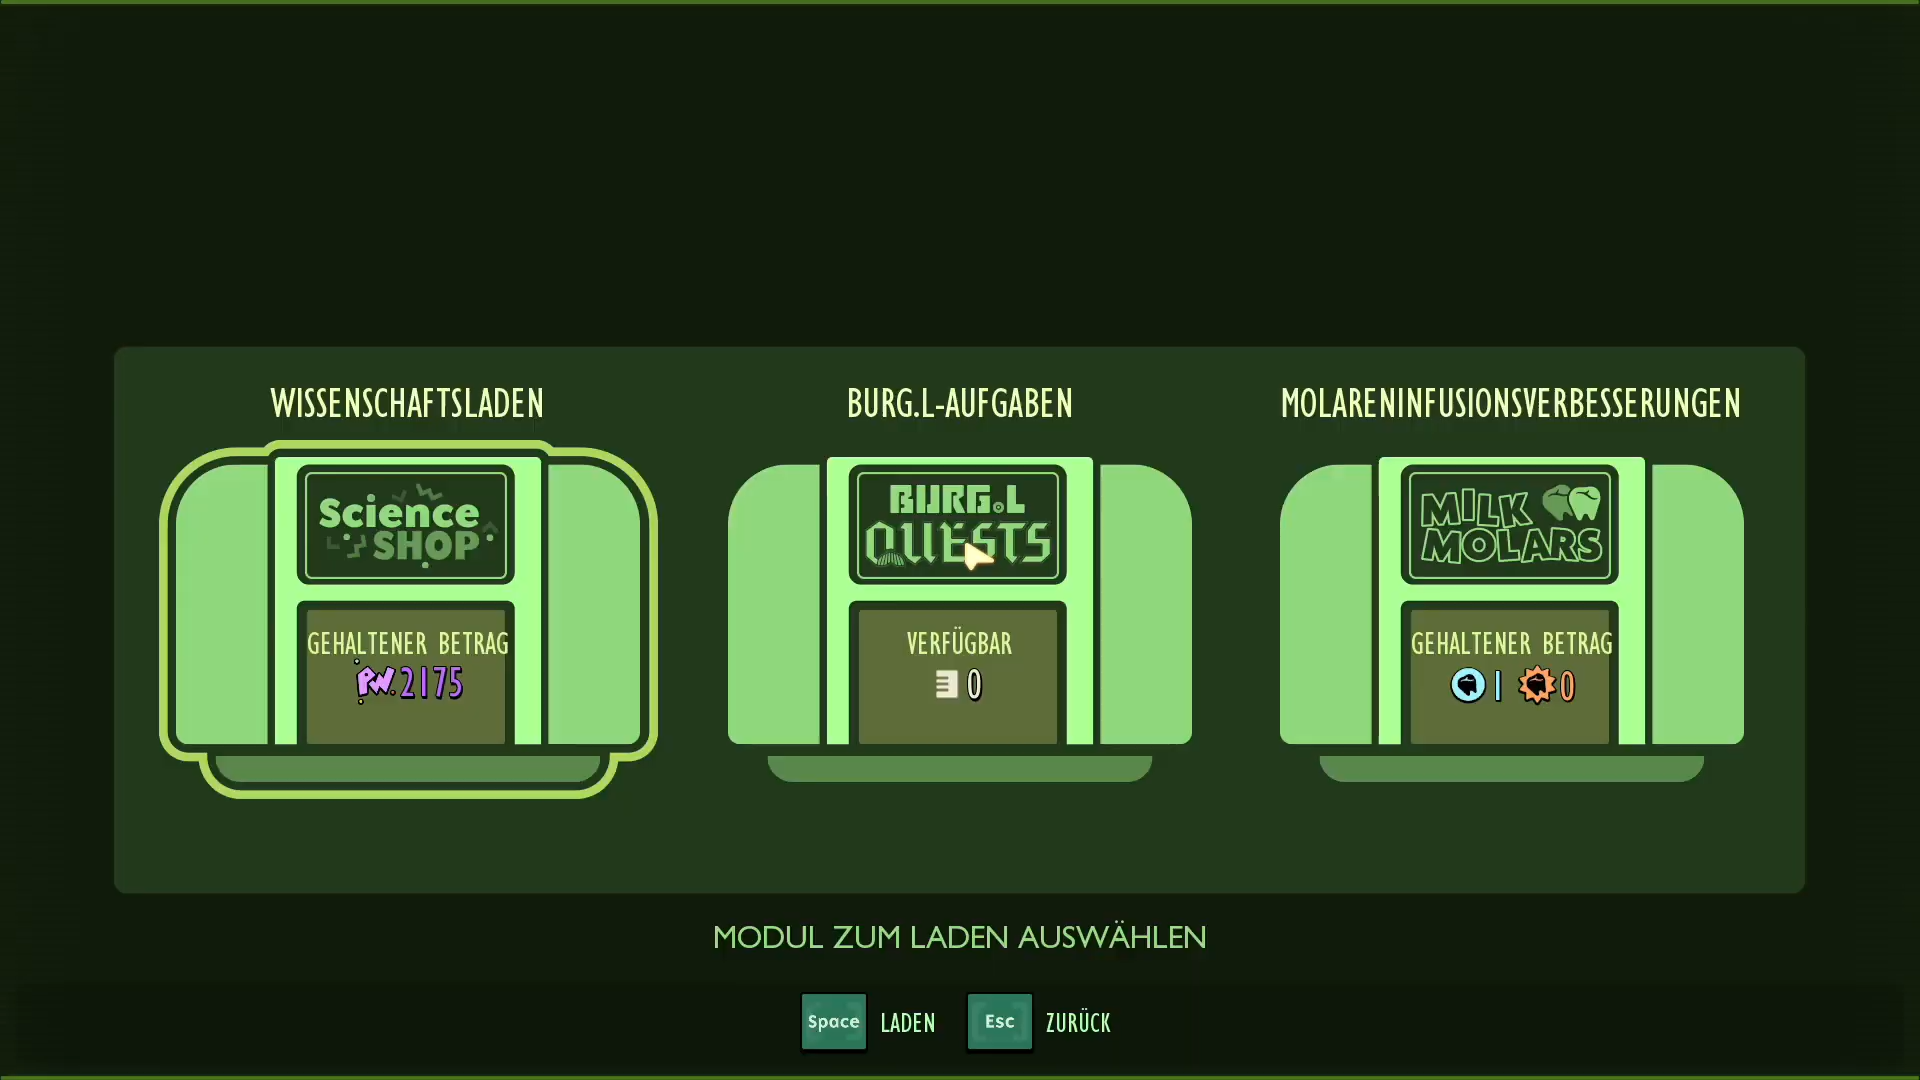 WISSENSCHAFTSLADEN
BURG.L-AUFGABEN
MOLARENINFUSIONSVERBESSERUNGEN
Science
SHOP
BURG.L
QUESTS
MILK
MOLARS
GEHALTENER BETRAG
2175
VERFÜGBAR
0
GEHALTENER BETRAG
1 0
MODUL ZUM LADEN AUSWÄHLEN
Space LADEN Esc ZURÜCK